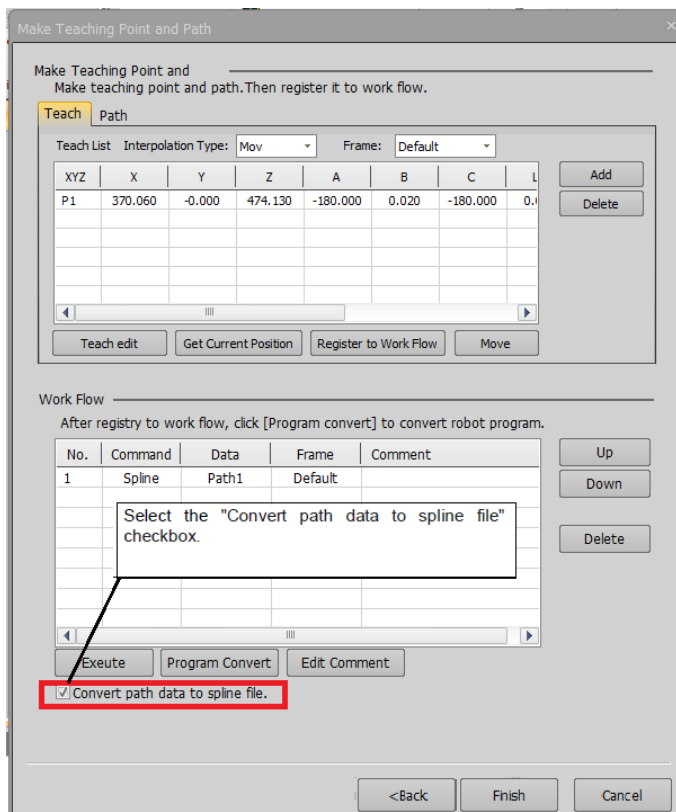 Make Teaching Point and Path
Make Teaching Point and
Make teaching point and path.Then register it to work flow.
Teach Path
Teach List Interpolation Type: Mov Frame: Default
XYZ X Y Z A B C L
P1 370.060 -0.000 474.130 -180.000 0.020 -180.000 0.0
Add
Delete
Teach edit Get Current Position Register to Work Flow Move
Work Flow
After registry to work flow, click [Program convert] to convert robot program.
No. Command Data Frame Comment
1 Spline Path1 Default
Up
Down
Delete
Select the "Convert path data to spline file"
checkbox.
Exeute Program Convert Edit Comment
Convert path data to spline file.
<Back Finish Cancel